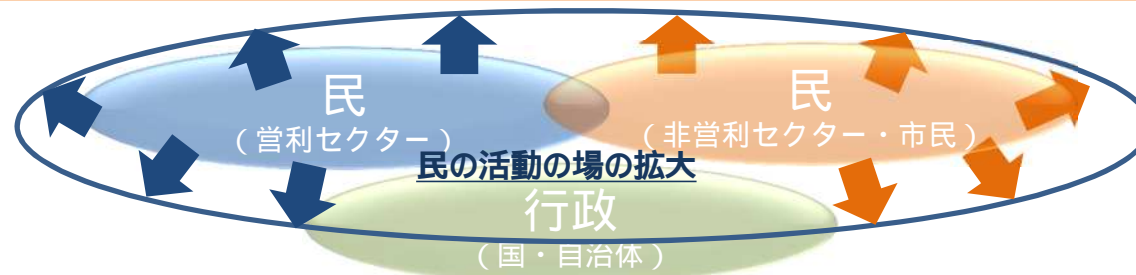 民
（営利セクター）
民
（非営利セクター・市民）
民の活動の場の拡大
行政
（国・自治体）